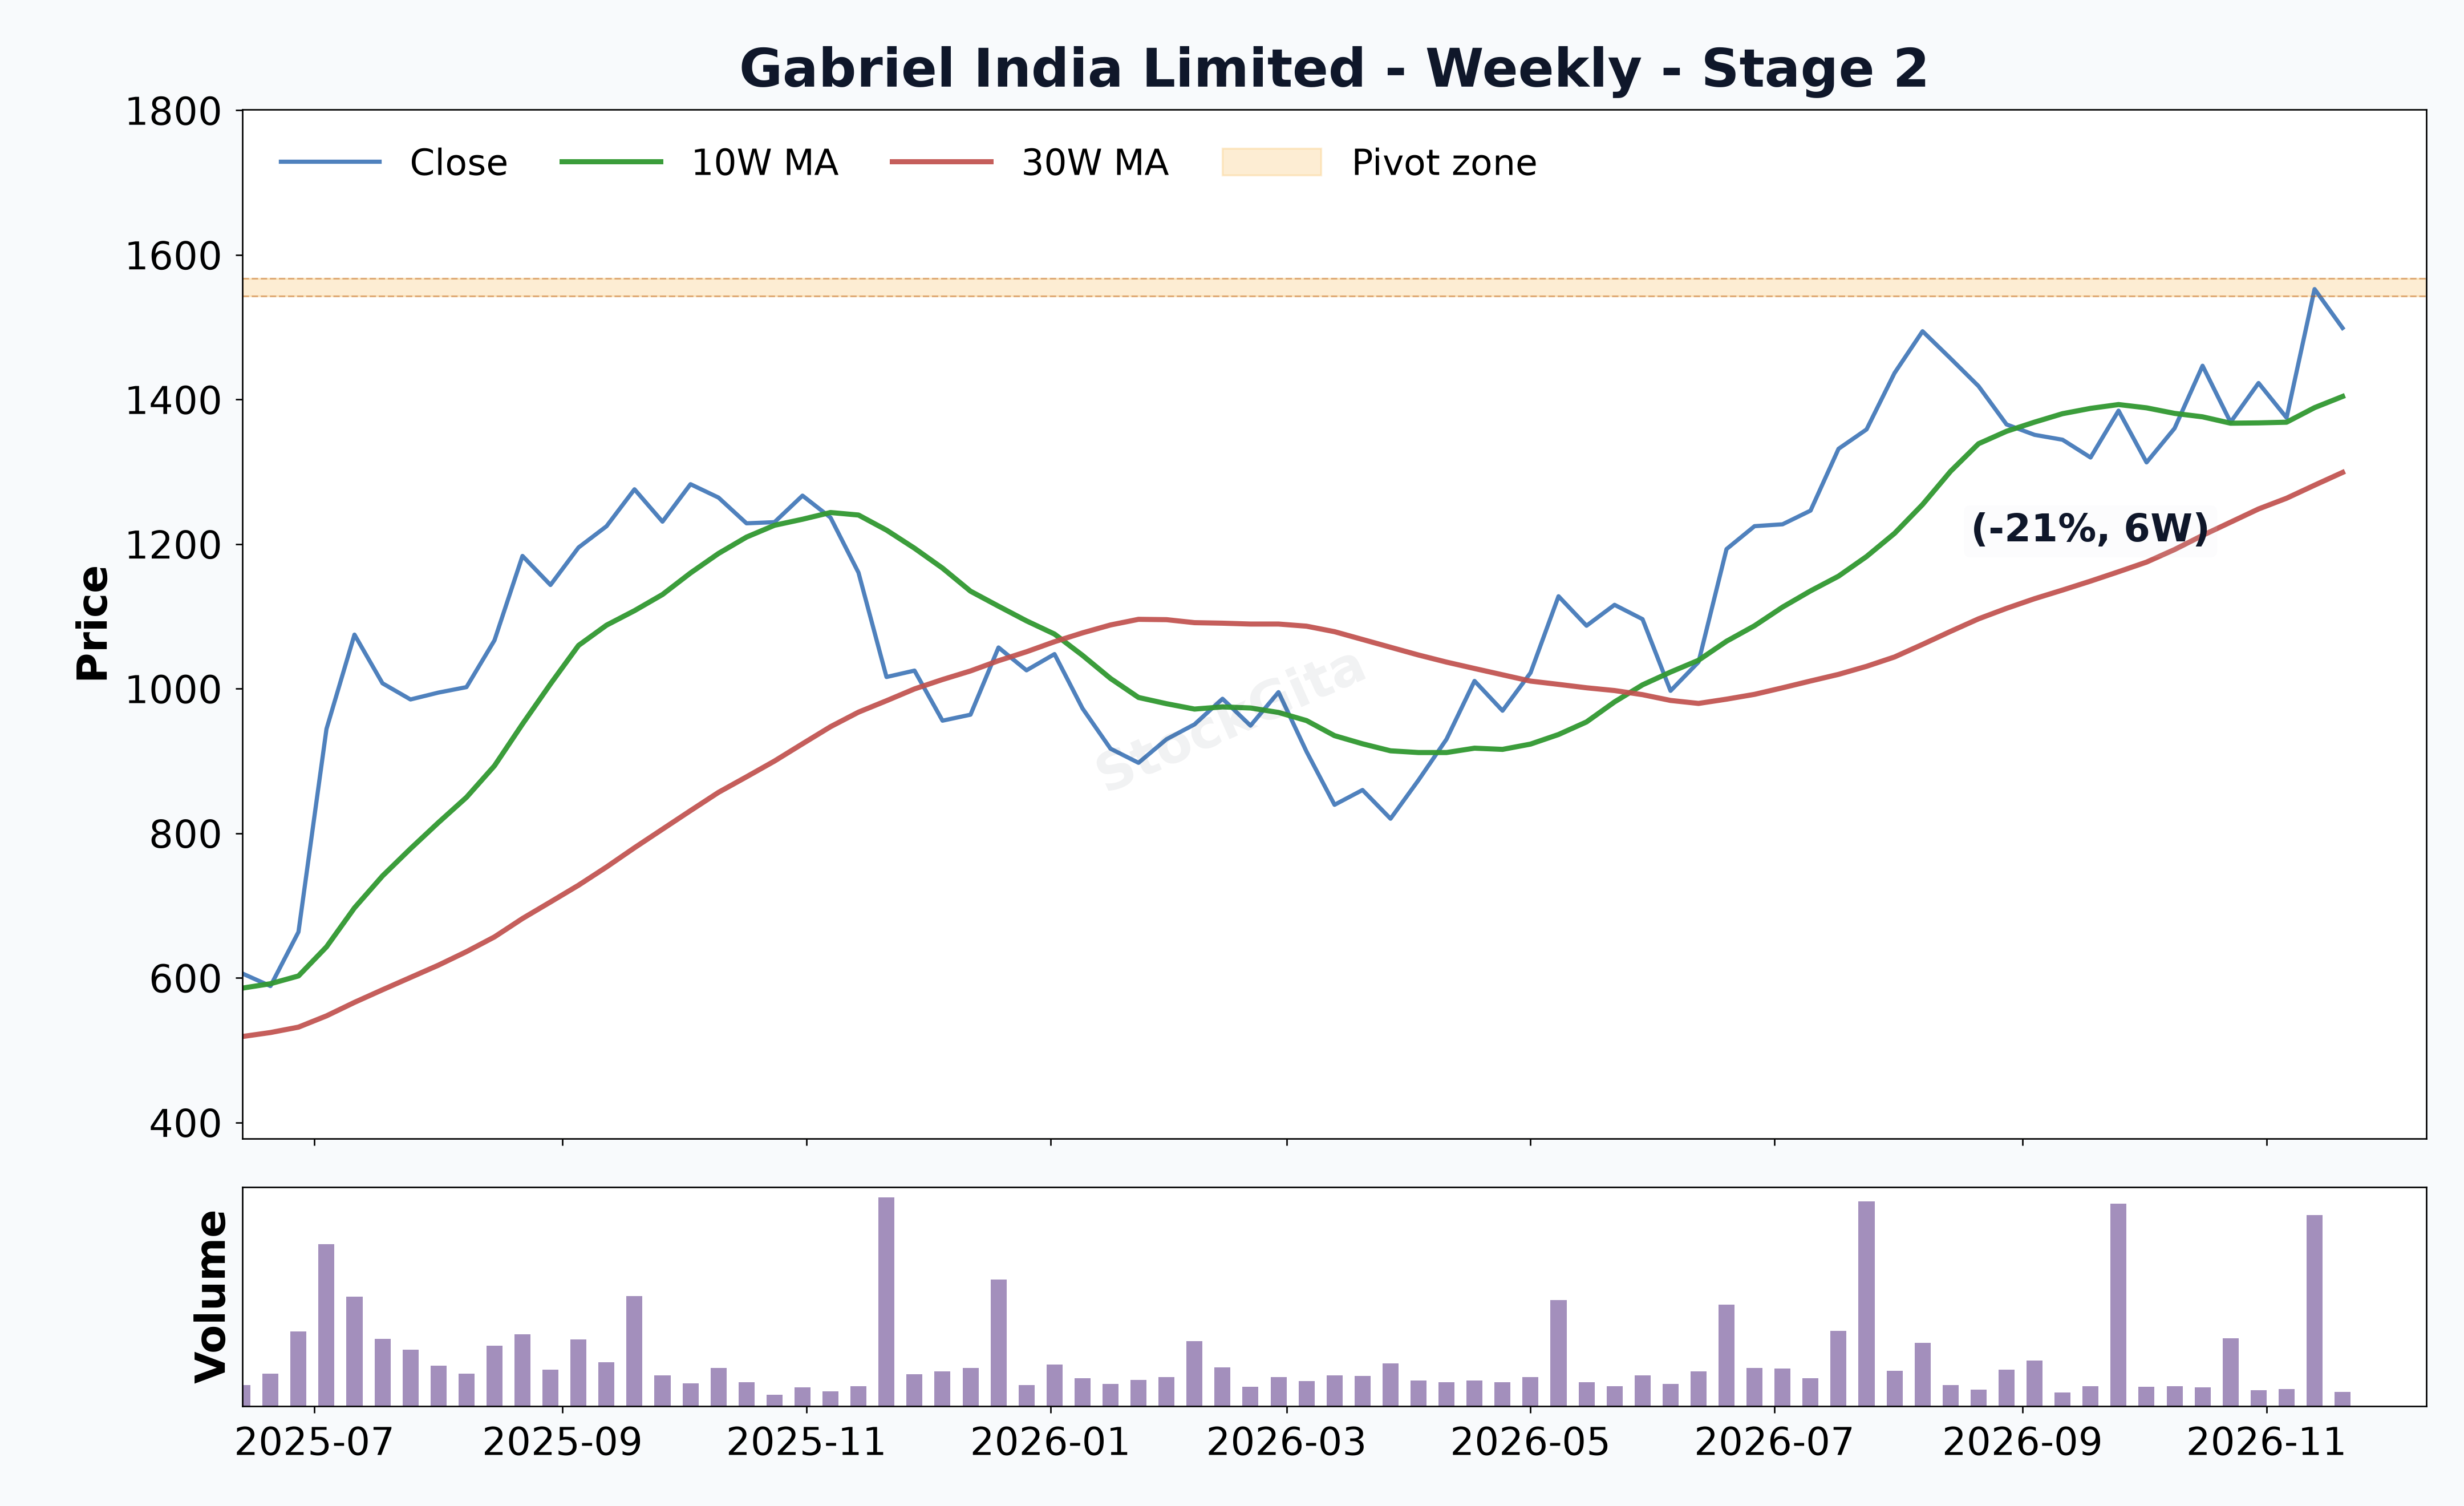 Gabriel India Limited - Weekly - Stage 2
Close 10W MA 30W MA Pivot zone
1800
1600
1400
1200
1000
800
600
400
Price
(-21%, 6W)
StockGita
Volume
2025-07 2025-09 2025-11 2026-01 2026-03 2026-05 2026-07 2026-09 2026-11